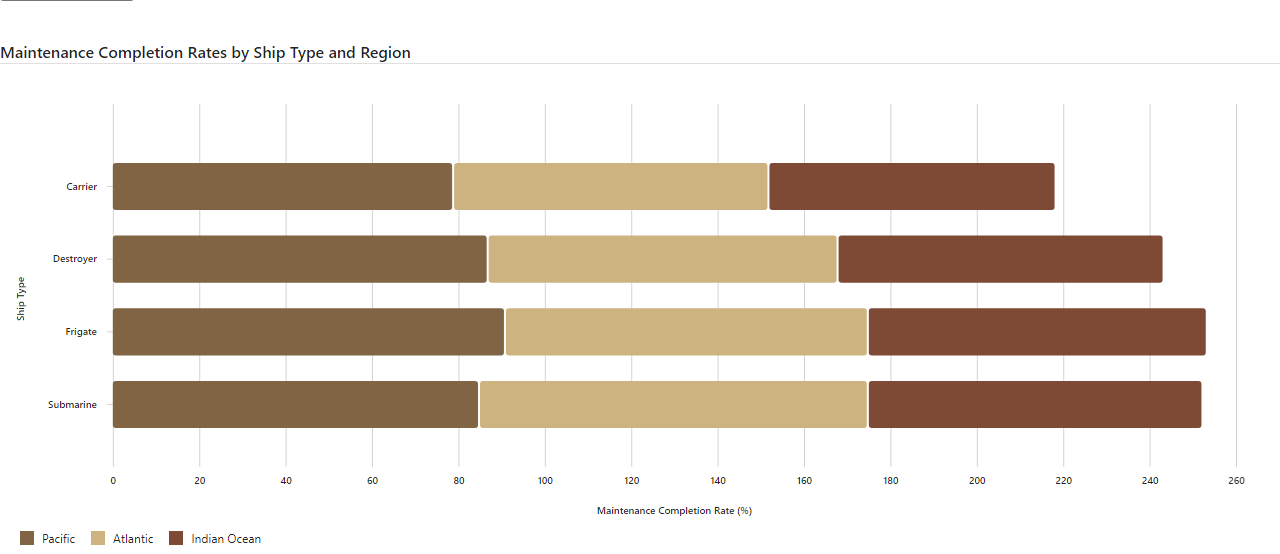 Maintenance Completion Rates by Ship Type and Region
Carrier
Destroyer
Frigate
Submarine
Ship Type
0 20 40 60 80 100 120 140 160 180 200 220 240 260
Maintenance Completion Rate (%)
Pacific Atlantic Indian Ocean